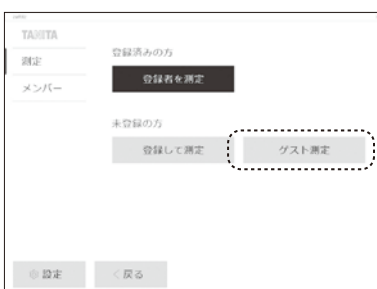 TANITA
測定
メンバー
登録済みの方
登録者を測定
未登録の方
登録して測定
ゲスト測定
設定
<戻る